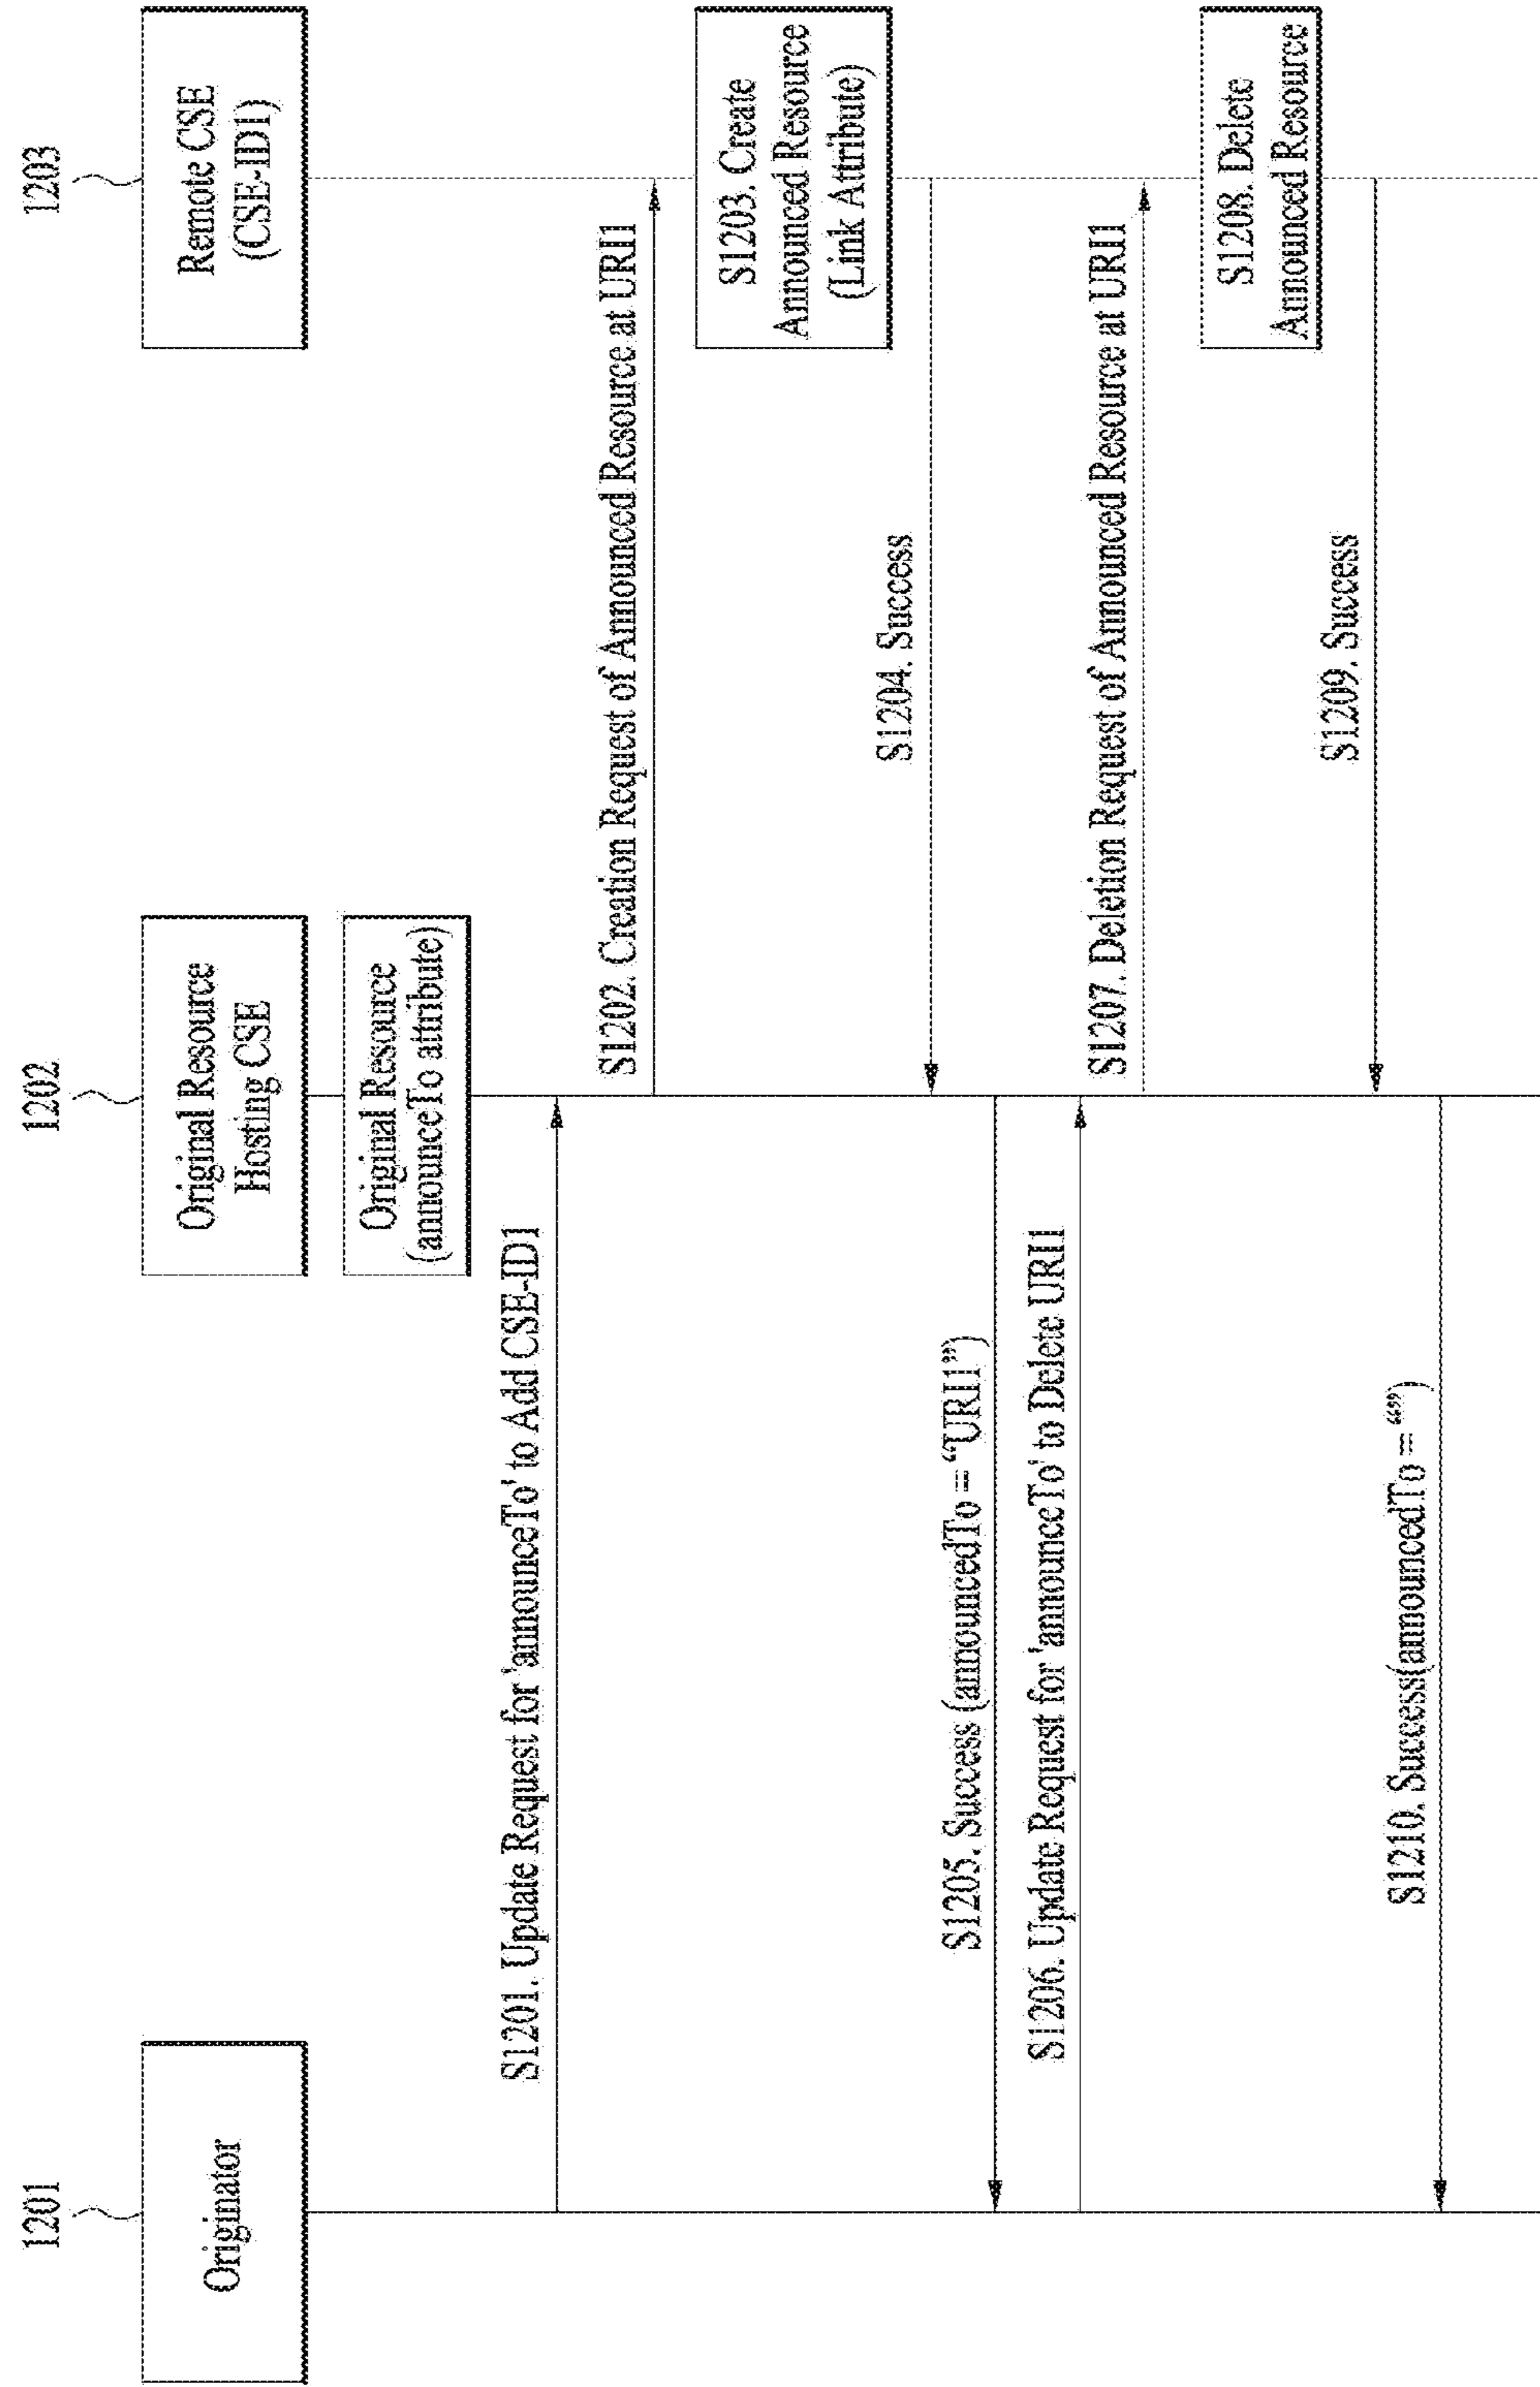 1201
1202
1203
Originator
Original Resource
Hosting CSE
Remote CSE
(CSE-ID1)
Original Resource
(announceTo attribute)
S1201. Update Request for 'announceTo' to Add CSE-ID1
S1202. Creation Request of Announced Resource at URI1
S1203. Create
Announced Resource
(Link Attribute)
S1204. Success
S1205. Success (announcedTo = “URI1”)
S1206. Update Request for 'announceTo' to Delete URI1
S1207. Deletion Request of Announced Resource at URI1
S1208. Delete
Announced Resource
S1209. Success
S1210. Success(announcedTo = “”)